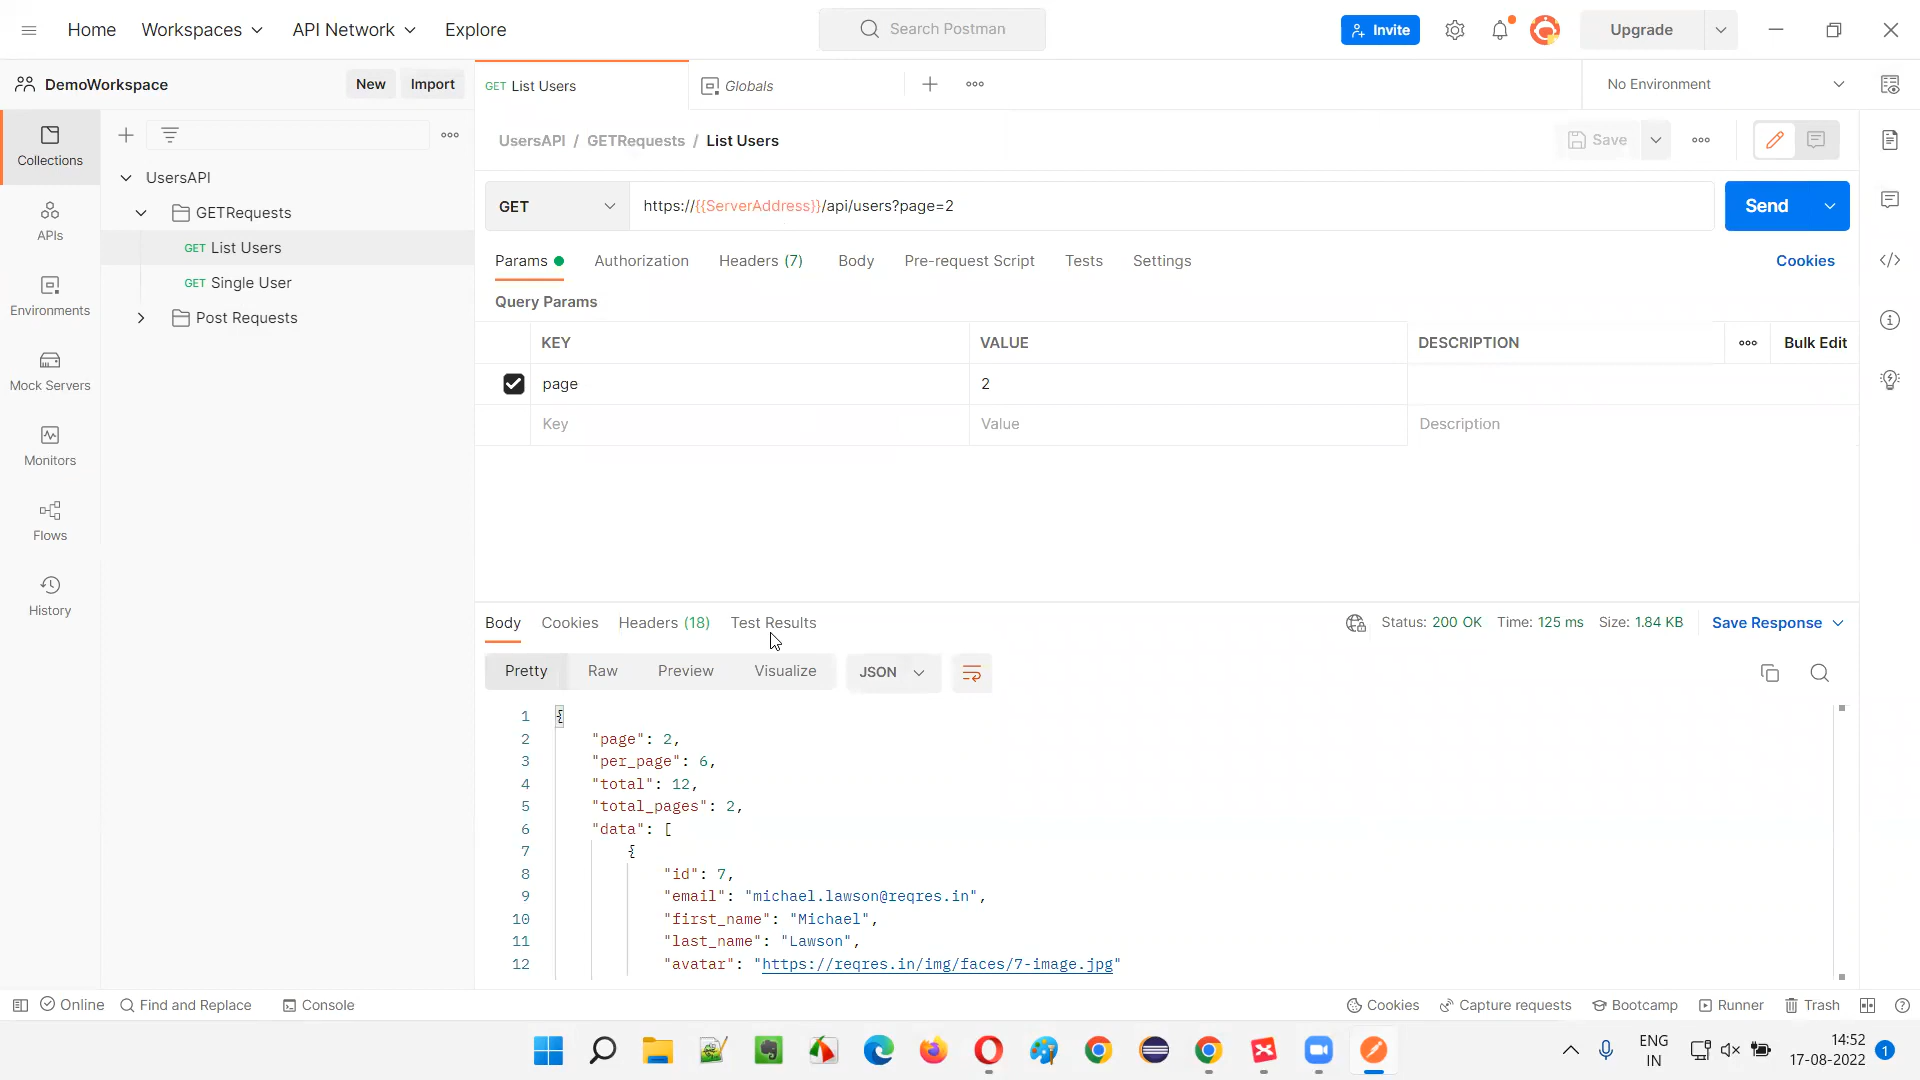 Home Workspaces API Network Explore Search Postman Invite Upgrade
DemoWorkspace New Import GET List Users Globals No Environment
UsersAPI / GETRequests / List Users Save
Collections
UsersAPI
GETRequests
GET List Users
GET Single User
Post Requests
APIs
Environments
Mock Servers
Monitors
Flows
History
GET https://{{ServerAddress}}/api/users?page=2 Send
Params Authorization Headers (7) Body Pre-request Script Tests Settings Cookies
Query Params
KEY VALUE DESCRIPTION Bulk Edit
page 2
Key Value Description
Body Cookies Headers (18) Test Results Status: 200 OK Time: 125 ms Size: 1.84 KB Save Response
Pretty Raw Preview Visualize JSON
1 {
2 "page": 2,
3 "per_page": 6,
4 "total": 12,
5 "total_pages": 2,
6 "data": [
7 {
8 "id": 7,
9 "email": "michael.lawson@reqres.in",
10 "first_name": "Michael",
11 "last_name": "Lawson",
12 "avatar": "https://reqres.in/img/faces/7-image.jpg"
Online Find and Replace Console Cookies Capture requests Bootcamp Runner Trash
ENG 14:52
IN 17-08-2022 1